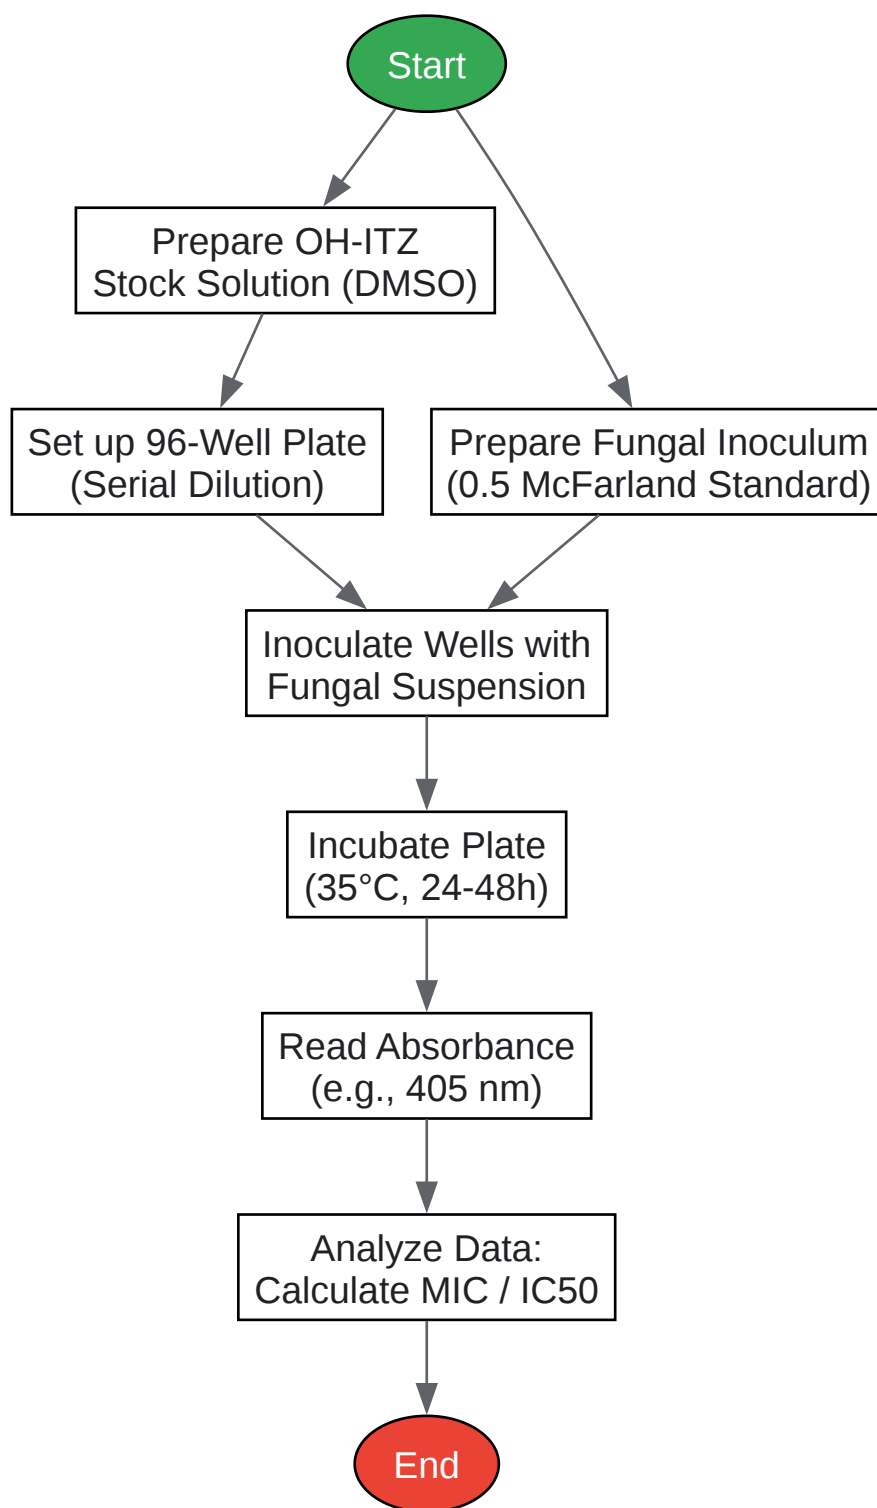 Start
Prepare OH-ITZ
Stock Solution (DMSO)
Set up 96-Well Plate
(Serial Dilution)
Prepare Fungal Inoculum
(0.5 McFarland Standard)
Inoculate Wells with
Fungal Suspension
Incubate Plate
(35°C, 24-48h)
Read Absorbance
(e.g., 405 nm)
Analyze Data:
Calculate MIC / IC50
End